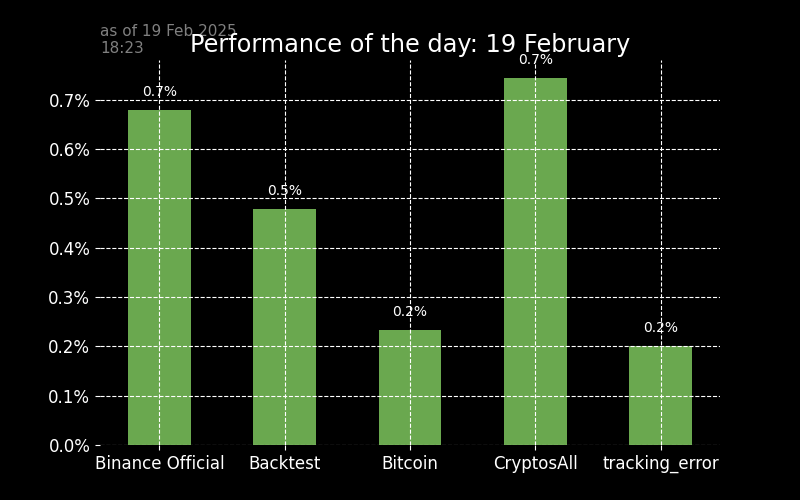 as of 19 Feb 2025
18:23
Performance of the day: 19 February
0.7%
0.6%
0.5%
0.4%
0.3%
0.2%
0.1%
0.0%
0.7%
0.5%
0.2%
0.7%
0.2%
Binance Official
Backtest
Bitcoin
CryptosAll
tracking_error